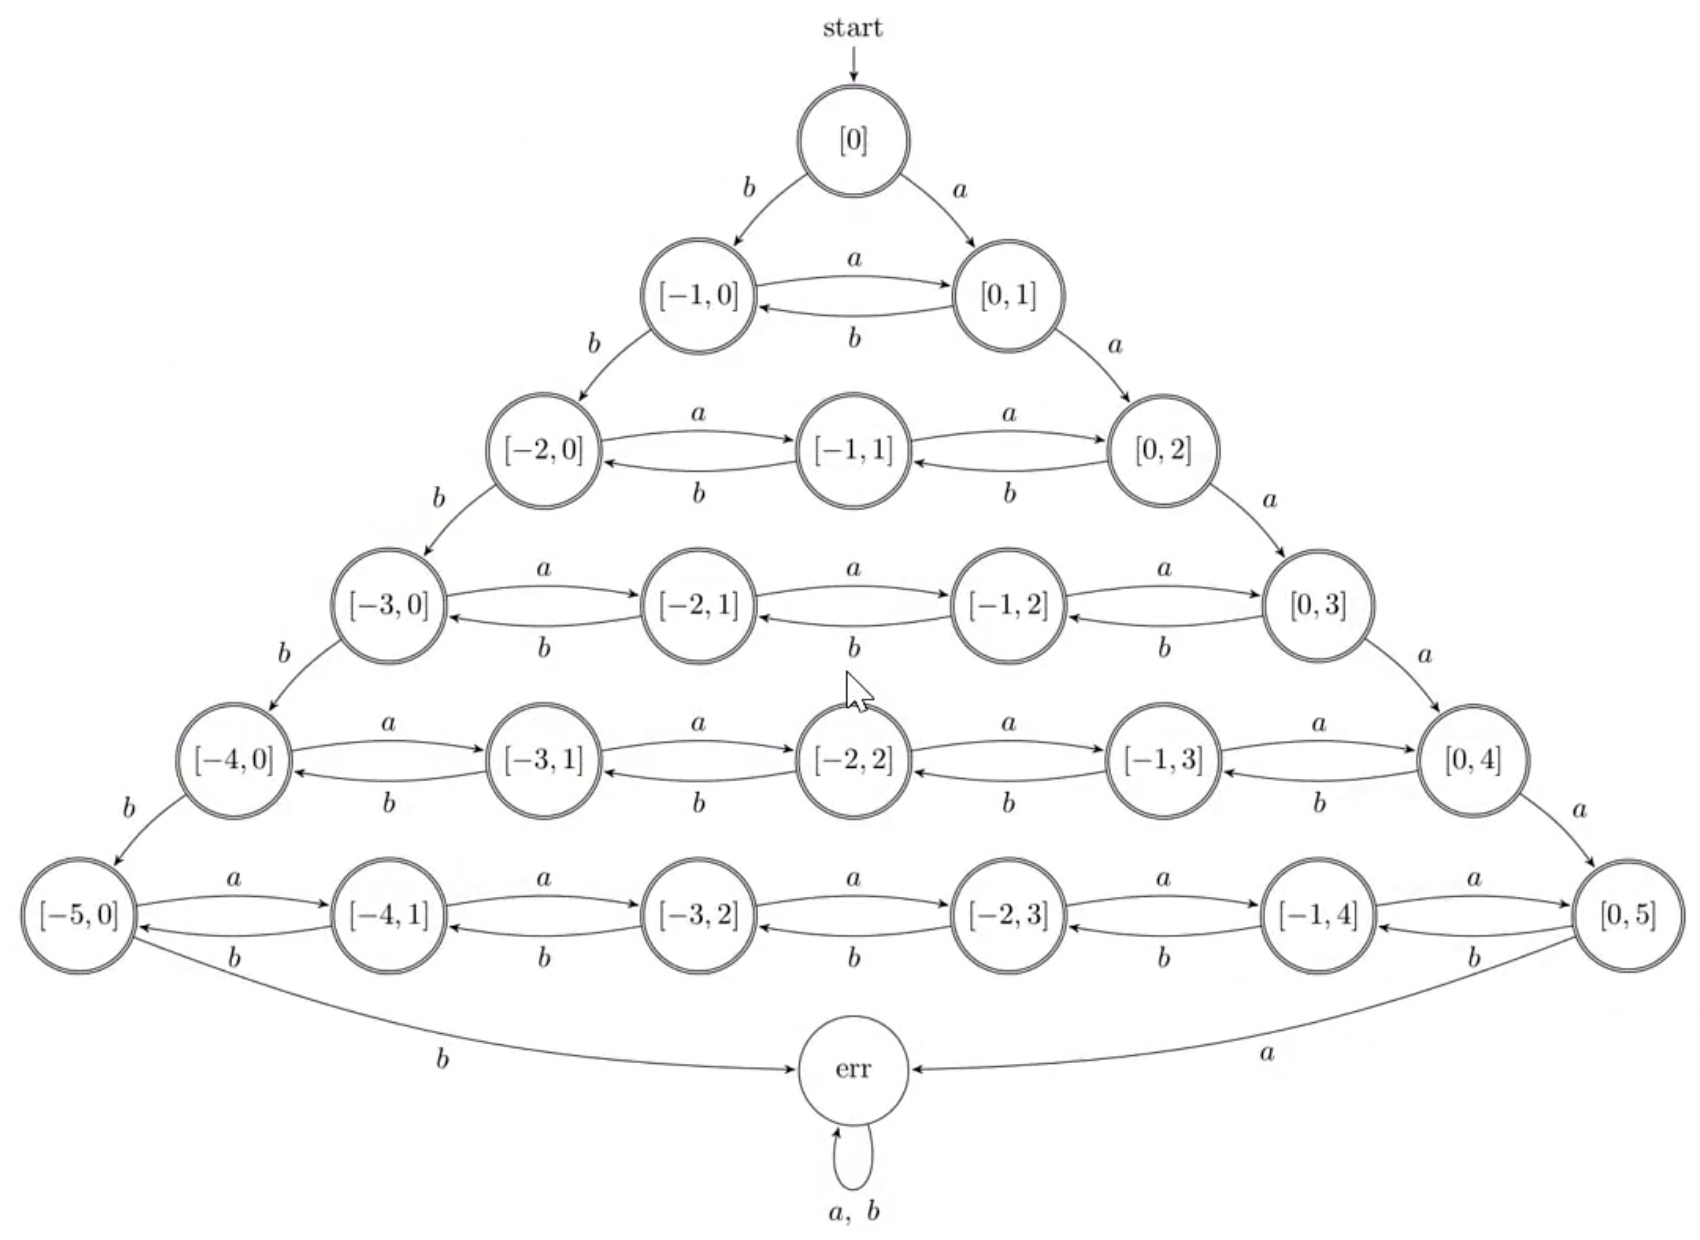 start
[0]
b a
a
[−1, 0] [0, 1]
b
b a
a a
[−2, 0] [−1, 1] [0, 2]
b b
b a
a a a
[−3, 0] [−2, 1] [−1, 2] [0, 3]
b b b
b a
a a a a
[−4, 0] [−3, 1] [−2, 2] [−1, 3] [0, 4]
b b b b
b a
a a a a a
[−5, 0] [−4, 1] [−3, 2] [−2, 3] [−1, 4] [0, 5]
b b b b b
b a
err
a, b